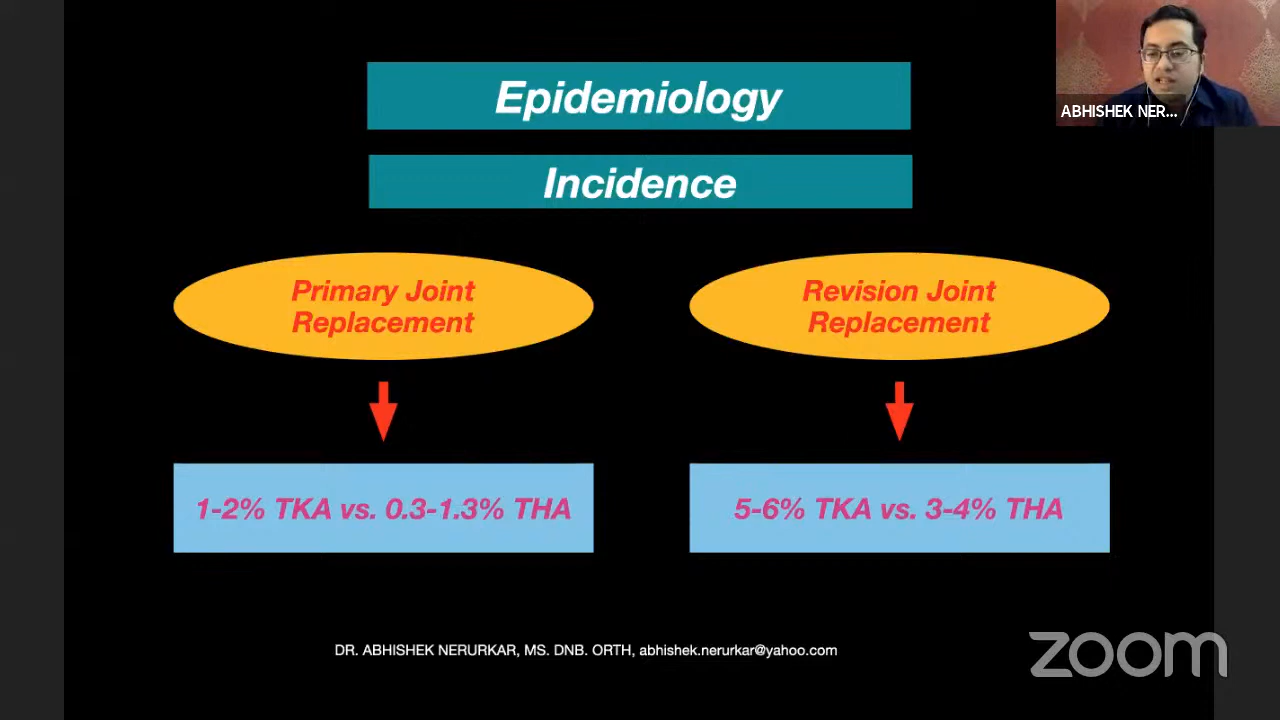 Epidemiology
Incidence
Primary Joint
Replacement
Revision Joint
Replacement
1-2% TKA vs. 0.3-1.3% THA
5-6% TKA vs. 3-4% THA
DR. ABHISHEK NERURKAR, MS. DNB. ORTH, abhishek.nerurkar@yahoo.com
ABHISHEK NER...
zoom